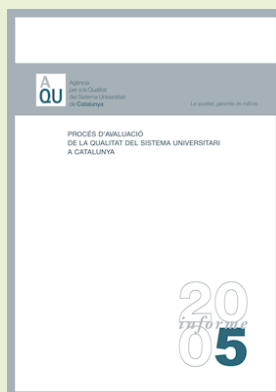 AQU
Agència
per a la Qualitat
del Sistema Universitari
de Catalunya
La qualitat, garantia de millora.
PROCÉS D'AVALUACIÓ
DE LA QUALITAT DEL SISTEMA UNIVERSITARI
A CATALUNYA
20
informe
05